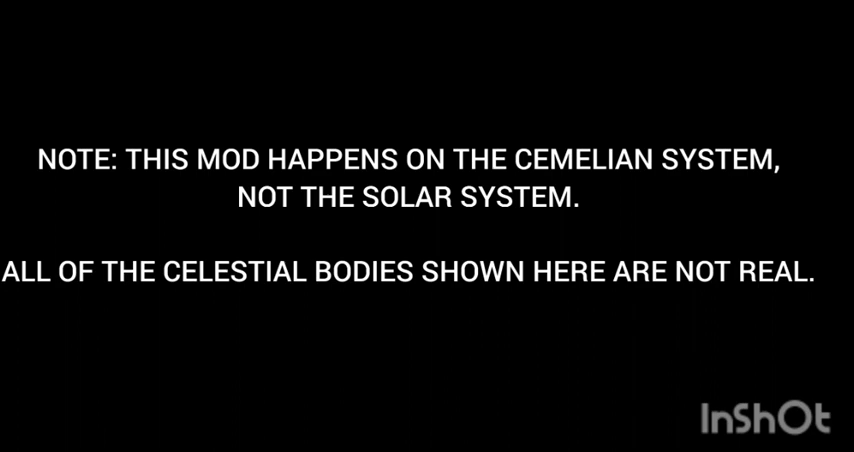 NOTE: THIS MOD HAPPENS ON THE CEMELIAN SYSTEM,
NOT THE SOLAR SYSTEM.
ALL OF THE CELESTIAL BODIES SHOWN HERE ARE NOT REAL.
InShOt